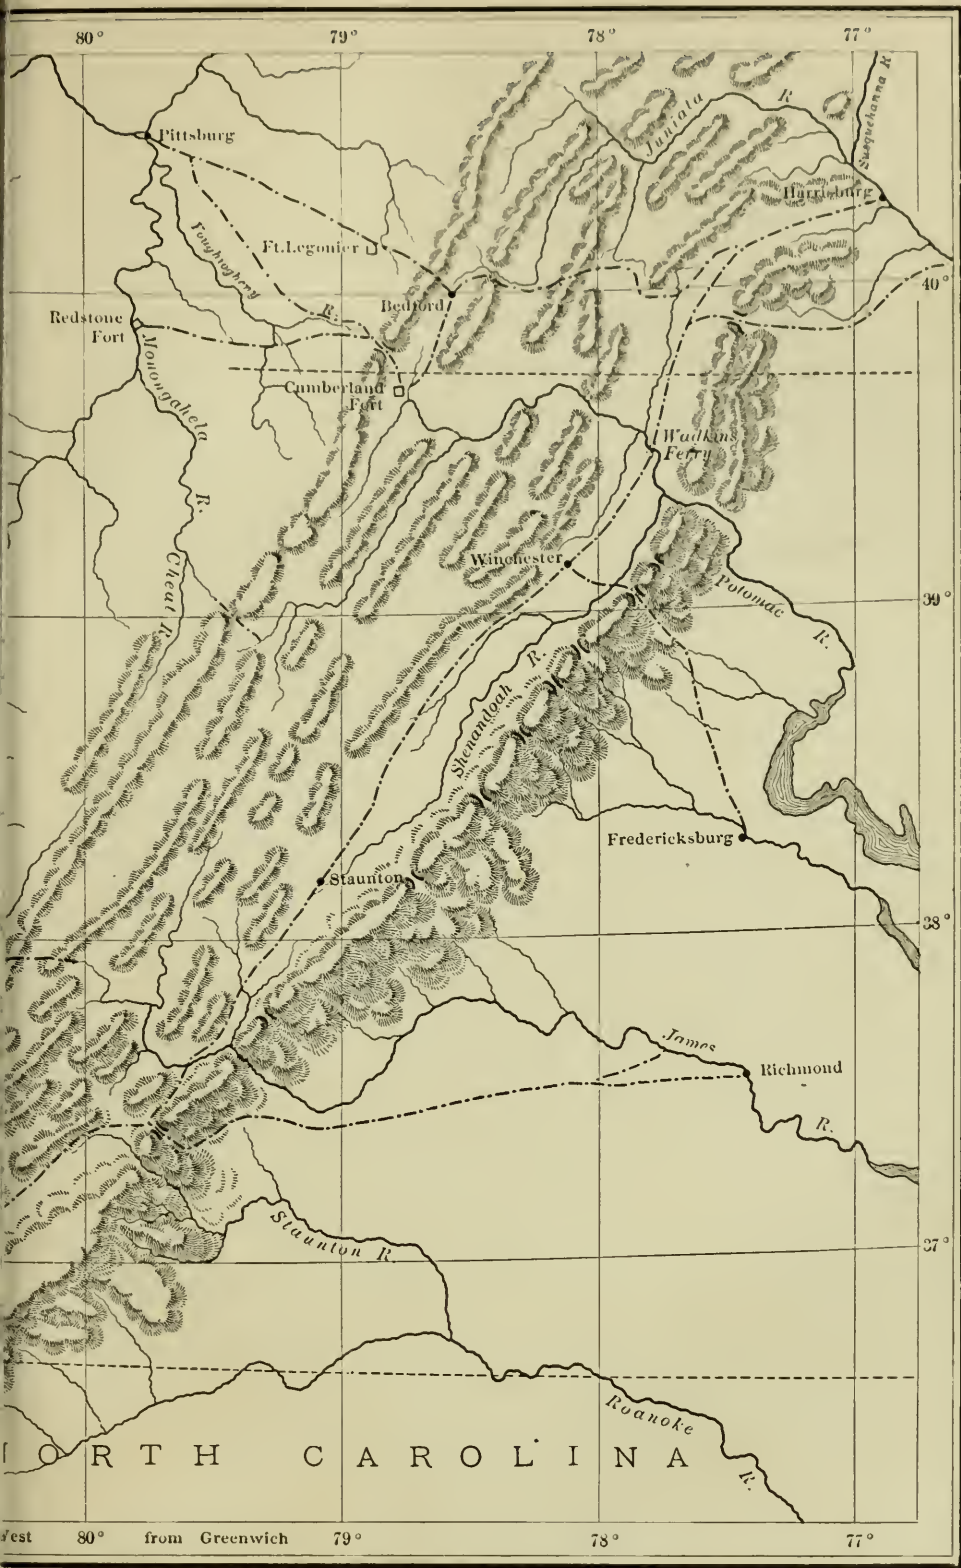 80° 79° 78° 77°
Juniata R
Susquehanna R
Pittsburg
Harrisburg
Youghiogheny R.
Ft. Legonier
40°
Bedford
Redstone
Fort
Monongahela R.
Cumberland
Fort
Wadkins
Ferry
Cheat R.
Winchester
Potomac R.
39°
Shenandoah R.
Fredericksburg
Staunton
38°
James R.
Richmond
37°
Staunton R.
Roanoke R.
ORTH CAROLINA
West 80° from Greenwich 79° 78° 77°